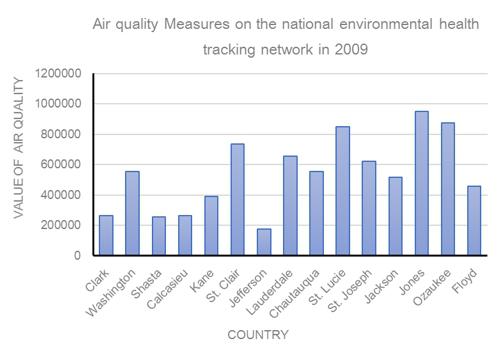 Air quality Measures on the national environmental health
tracking network in 2009
VALUE OF AIR QUALITY
1200000
1000000
800000
600000
400000
200000
0
Clark
Washington
Shasta
Calcasieu
Kane
St. Clair
Jefferson
Lauderdale
Chautauqua
St. Lucie
St. Joseph
Jackson
Jones
Ozaukee
Floyd
COUNTRY